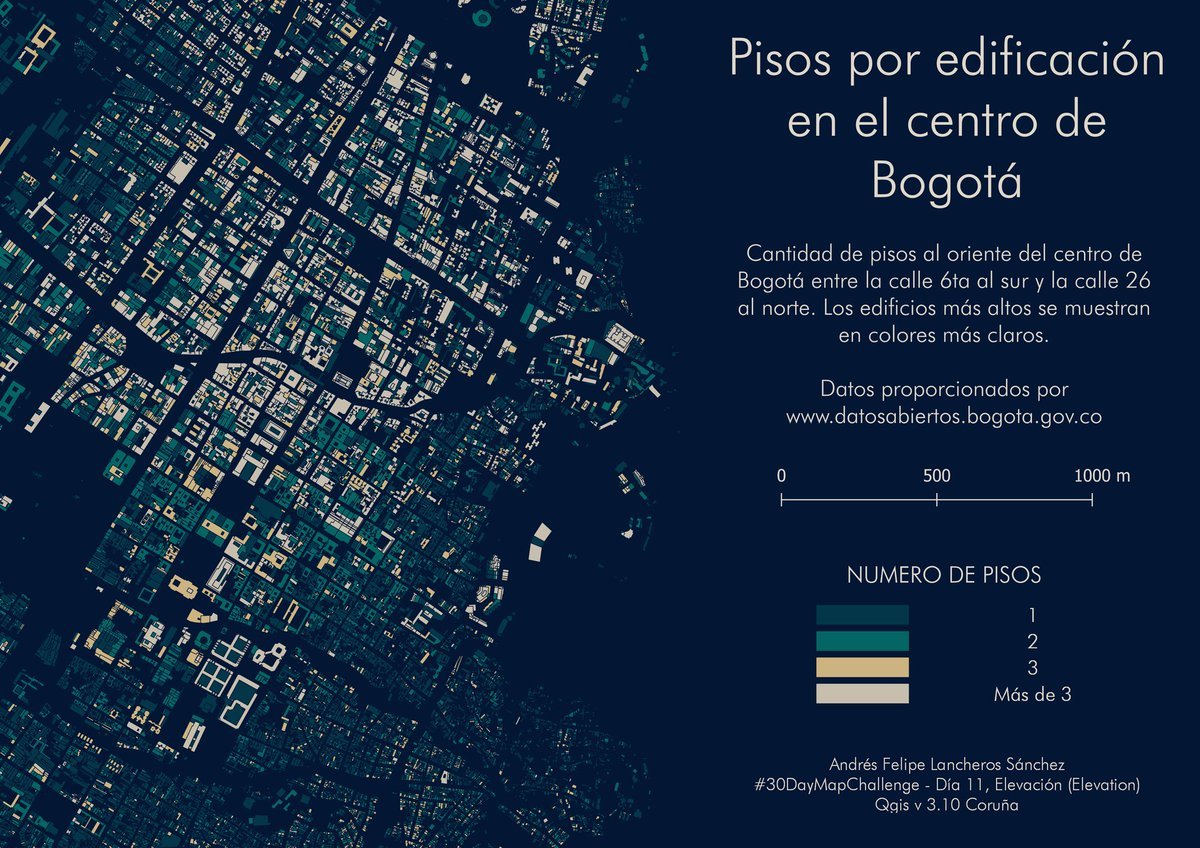 Pisos por edificación
en el centro de
Bogotá
Cantidad de pisos al oriente del centro de
Bogotá entre la calle 6ta al sur y la calle 26
al norte. Los edificios más altos se muestran
en colores más claros.
Datos proporcionados por
www.datosabiertos.bogota.gov.co
0 500 1000 m
NUMERO DE PISOS
1
2
3
Más de 3
Andrés Felipe Lancheros Sánchez
#30DayMapChallenge - Día 11, Elevación (Elevation)
Qgis v 3.10 Coruña